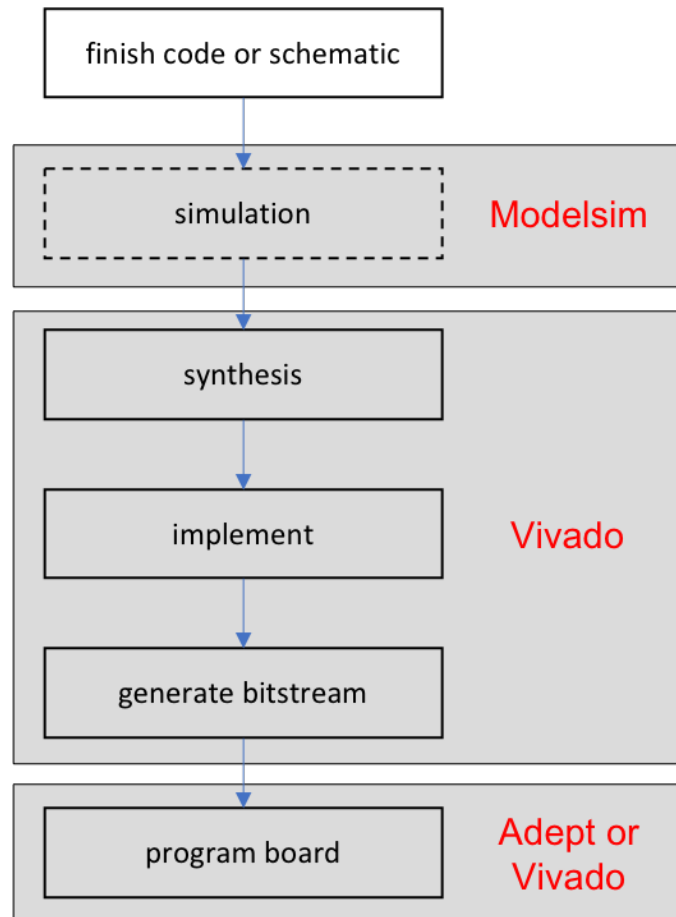 finish code or schematic
simulation
Modelsim
synthesis
implement
Vivado
generate bitstream
program board
Adept or
Vivado